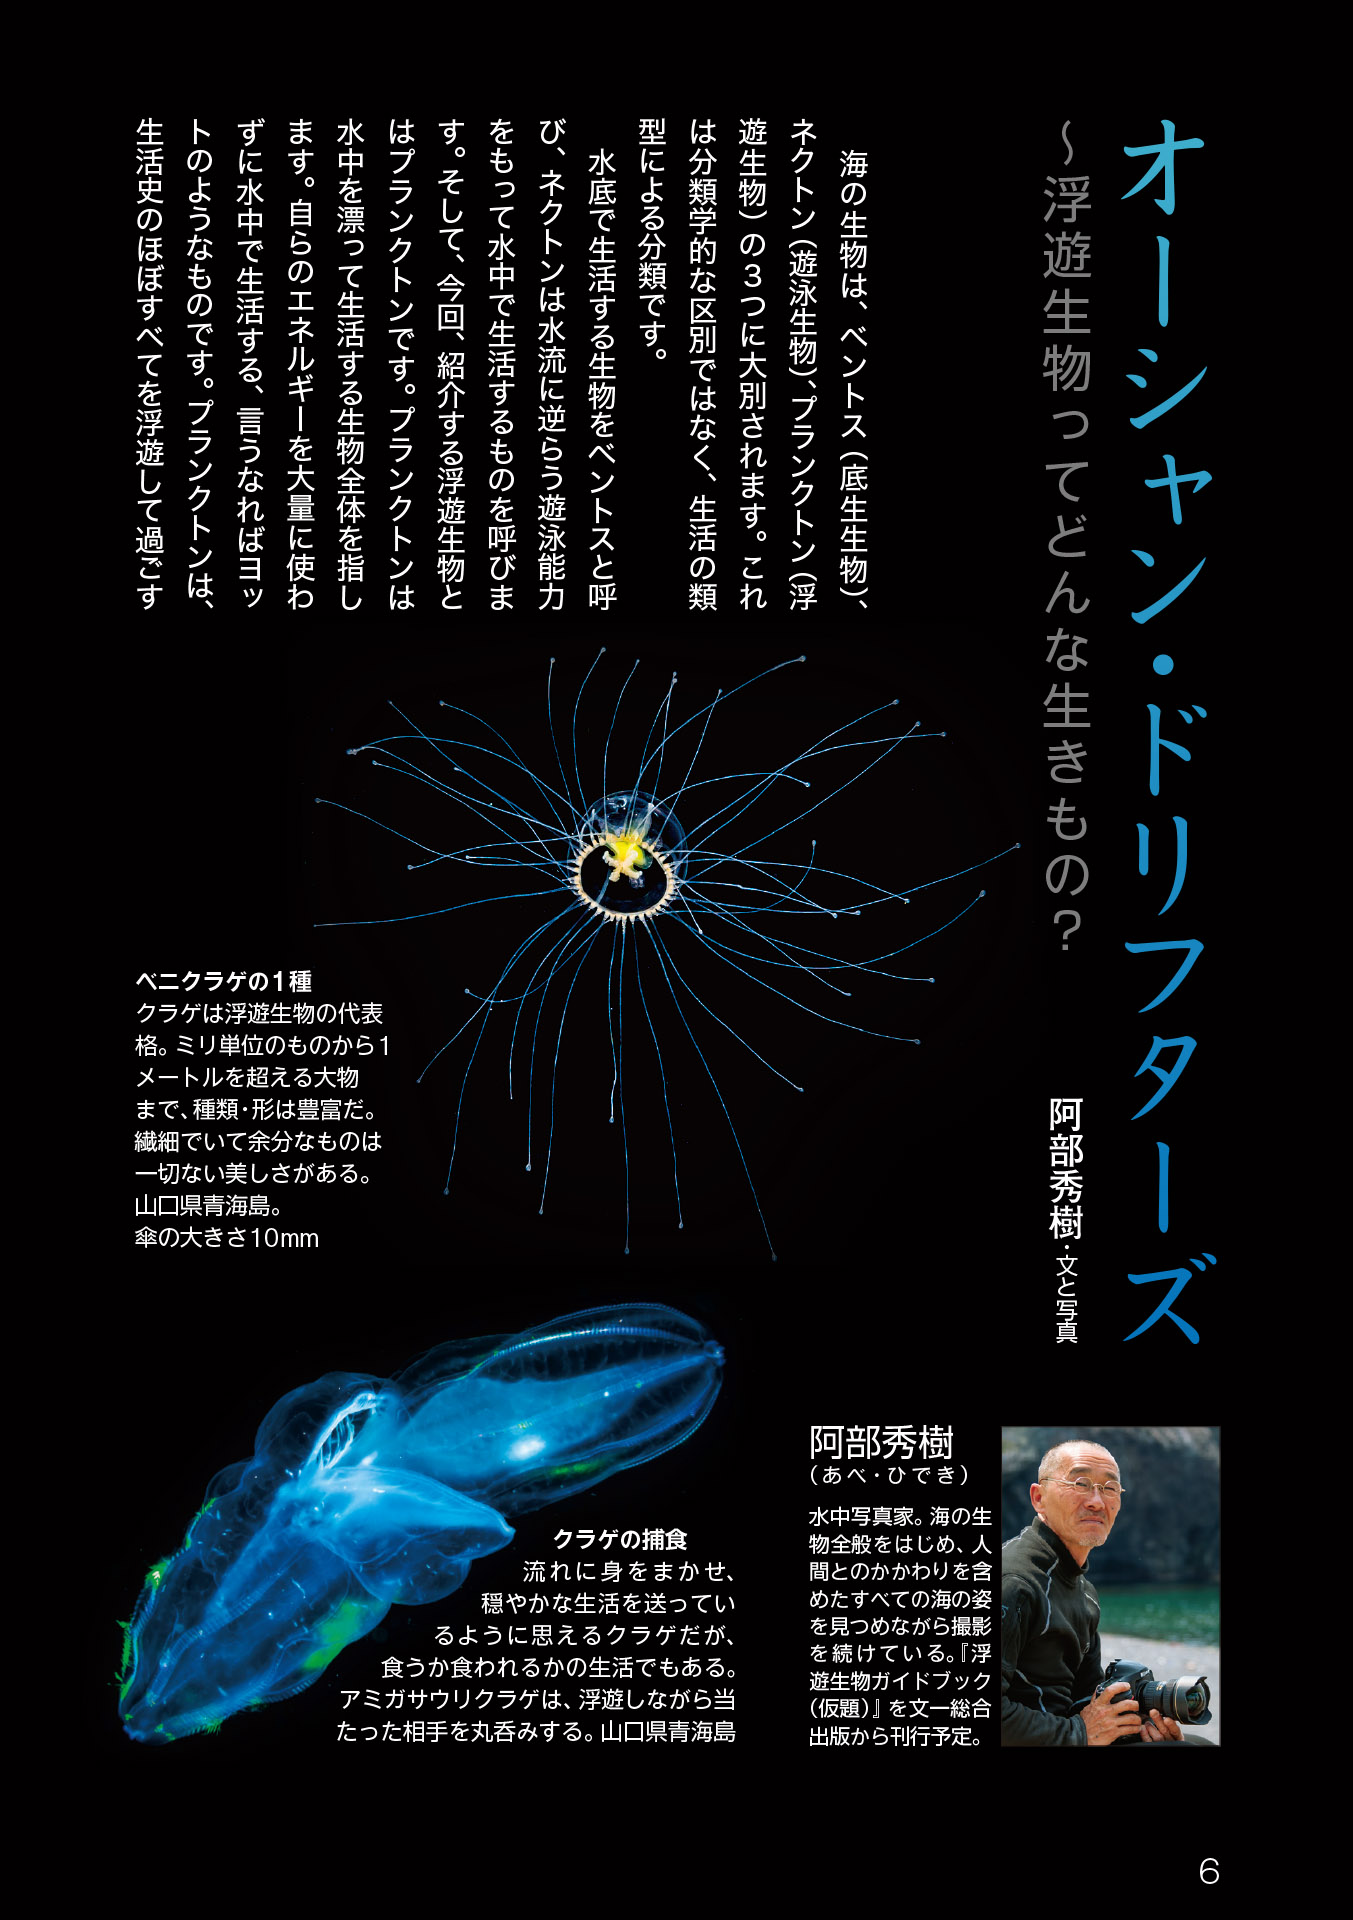 オーシャン・ドリフターズ
～浮遊生物ってどんな生きもの？
阿部秀樹・文と写真
海の生物は、ベントス（底生生物）、
ネクトン（遊泳生物）、プランクトン（浮
遊生物）の３つに大別されます。これ
は分類学的な区別ではなく、生活の類
型による分類です。
水底で生活する生物をベントスと呼
び、ネクトンは水流に逆らう遊泳能力
をもって水中で生活するものを呼びま
す。そして、今回、紹介する浮遊生物と
はプランクトンです。プランクトンは
水中を漂って生活する生物全体を指し
ます。自らのエネルギーを大量に使わ
ずに水中で生活する、言うなればヨッ
トのようなものです。プランクトンは、
生活史のほぼすべてを浮遊して過ごす
ベニクラゲの1種
クラゲは浮遊生物の代表
格。ミリ単位のものから1
メートルを超える大物
まで、種類・形は豊富だ。
繊細でいて余分なものは
一切ない美しさがある。
山口県青海島。
傘の大きさ10mm
クラゲの捕食
流れに身をまかせ、
穏やかな生活を送ってい
るように思えるクラゲだが、
食うか食われるかの生活でもある。
アミガサウリクラゲは、浮遊しながら当
たった相手を丸呑みする。山口県青海島
阿部秀樹
（あべ・ひでき）
水中写真家。海の生
物全般をはじめ、人
間とのかかわりを含
めたすべての海の姿
を見つめながら撮影
を続けている。『浮
遊生物ガイドブック
（仮題）』を文一総合
出版から刊行予定。
6